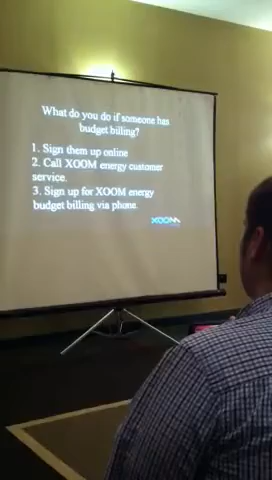 What do you do if someone has
budget billing?
1. Sign them up online
2. Call XOOM energy customer
service.
3. Sign up for XOOM energy
budget billing via phone.
XOOM